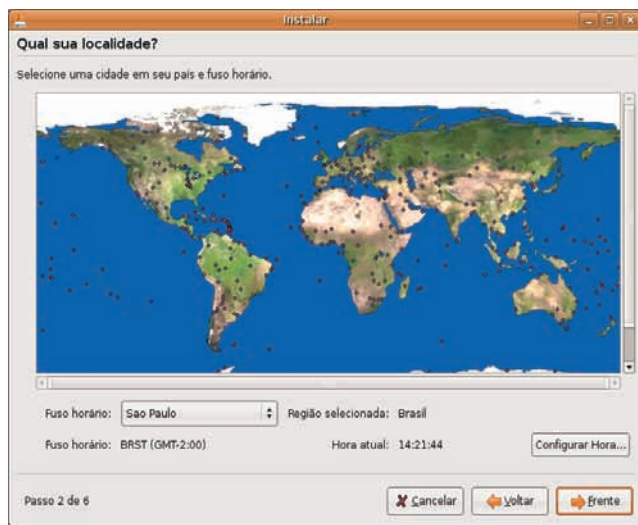 Instalar
Qual sua localidade?
Selecione uma cidade em seu país e fuso horário.
Fuso horário: Sao Paulo Região selecionada: Brasil
Fuso horário: BRST (GMT-2:00) Hora atual: 14:21:44 Configurar Hora...
Passo 2 de 6 Cancelar Voltar Frente